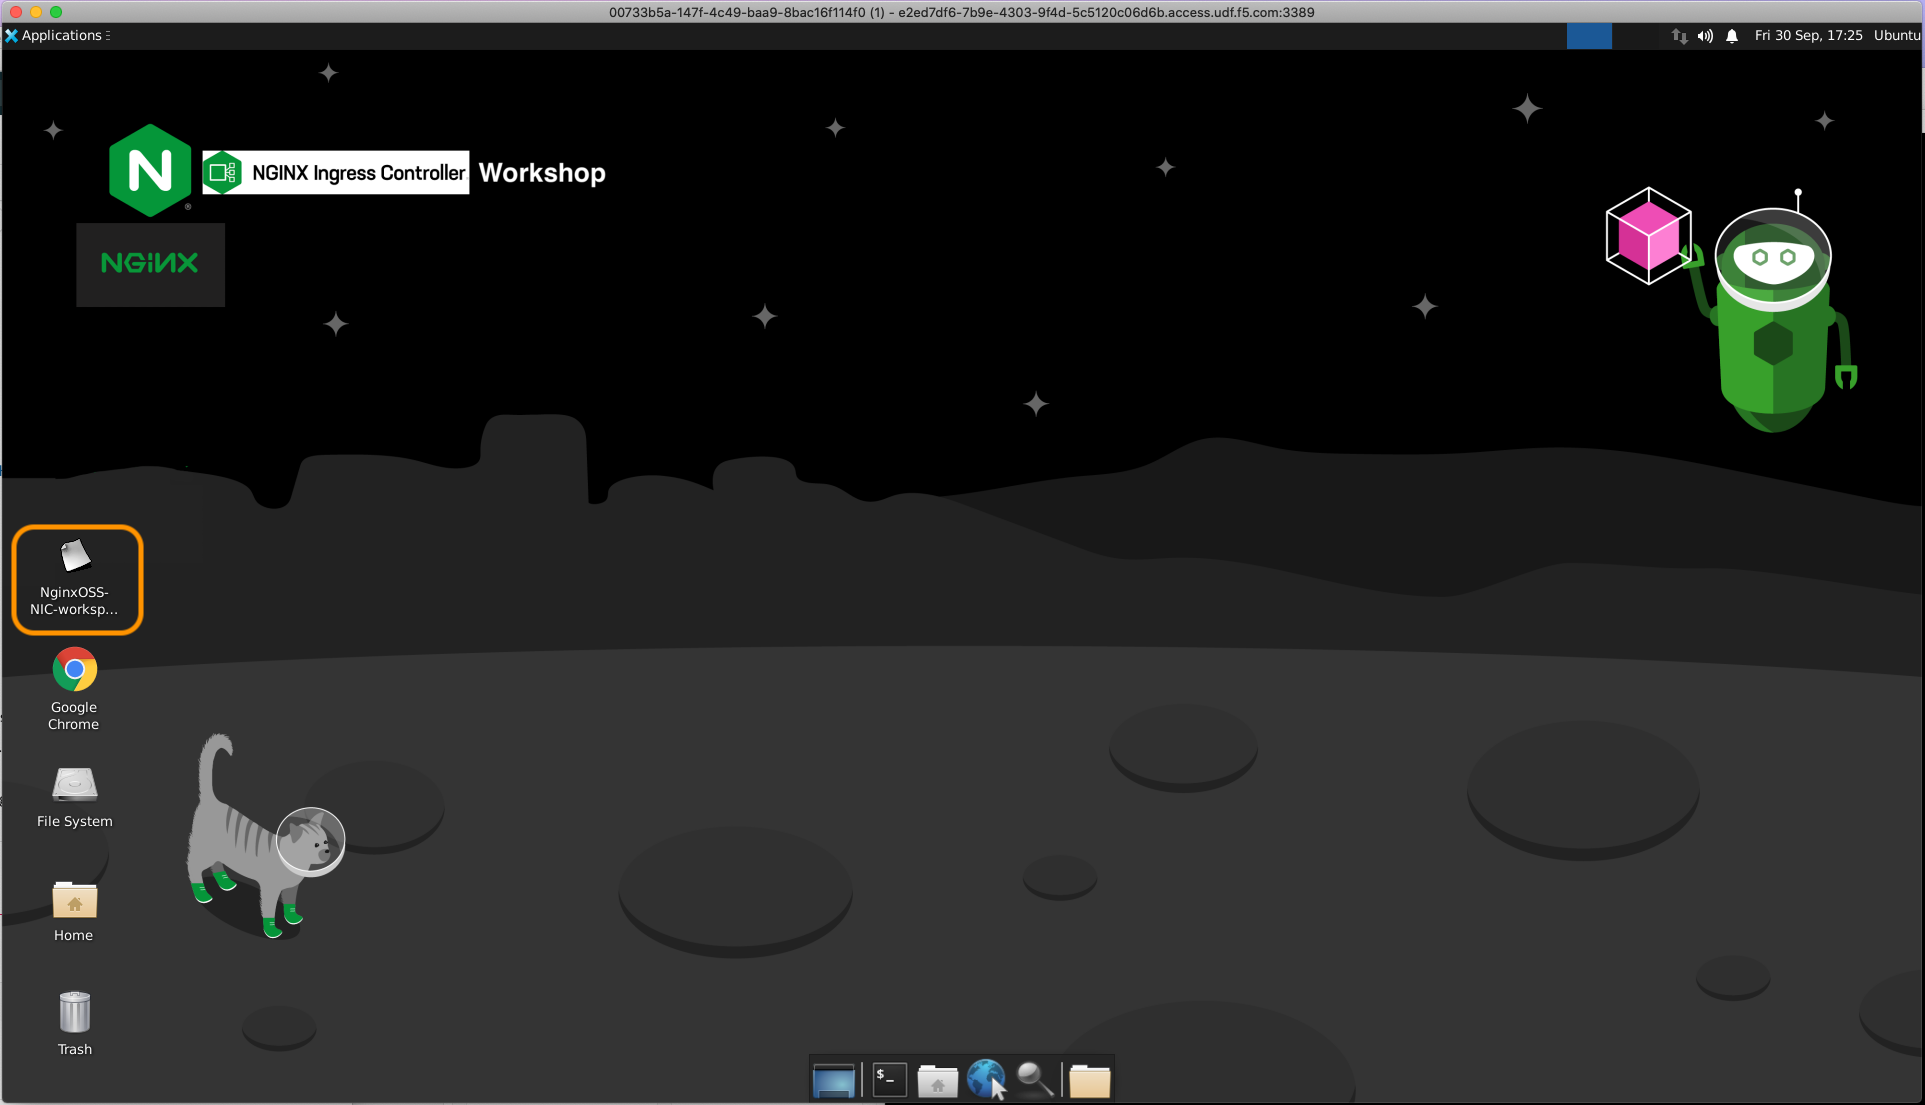 00733b5a-147f-4c49-baa9-8bac16f114f0 (1) - e2ed7df6-7b9e-4303-9f4d-5c5120c06d6b.access.udf.f5.com:3389
Applications
Fri 30 Sep, 17:25 Ubuntu
N
®
NGINX Ingress Controller Workshop
NGINX
NginxOSS-
NIC-worksp...
Google
Chrome
File System
Home
Trash
$_